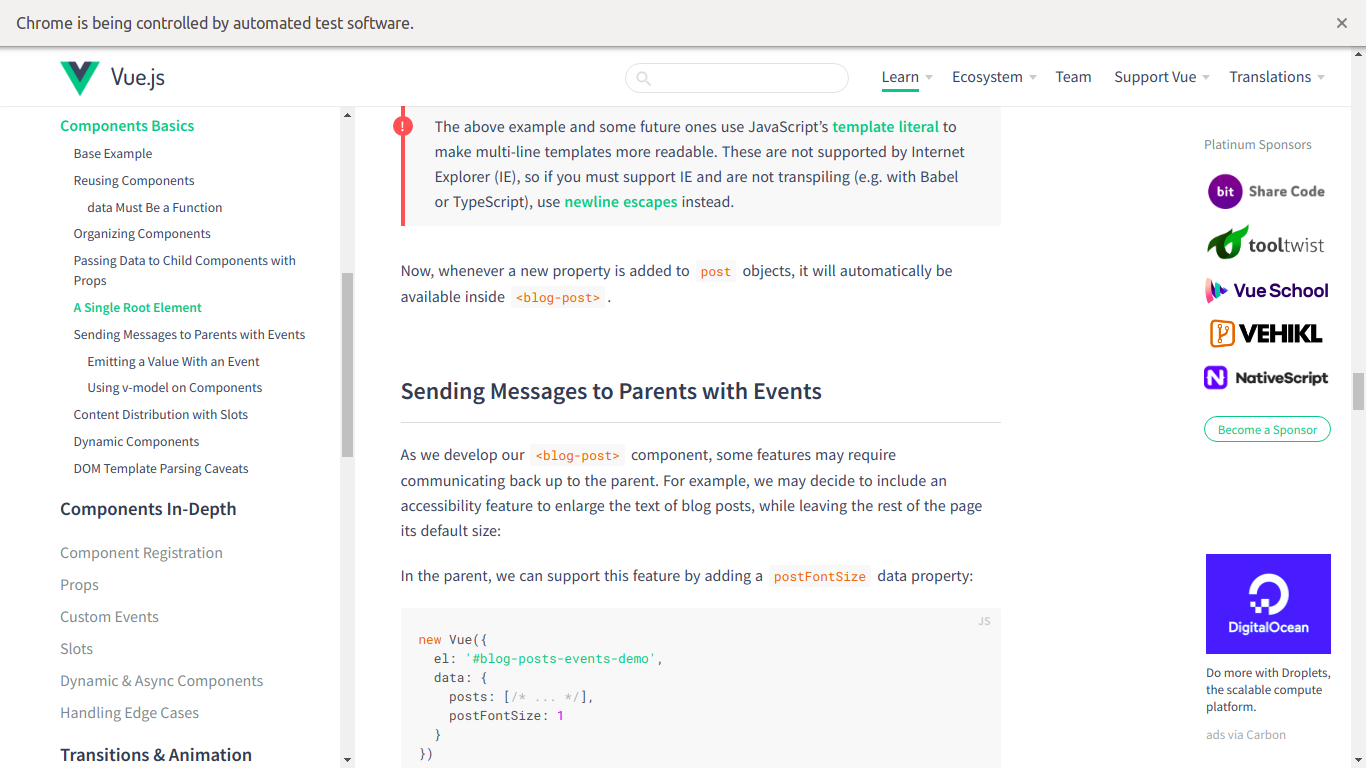 Chrome is being controlled by automated test software.
Vue.js
Learn
Ecosystem
Team
Support Vue
Translations
Components Basics
Base Example
Reusing Components
data Must Be a Function
Organizing Components
Passing Data to Child Components with
Props
A Single Root Element
Sending Messages to Parents with Events
Emitting a Value With an Event
Using v-model on Components
Content Distribution with Slots
Dynamic Components
DOM Template Parsing Caveats
Components In-Depth
Component Registration
Props
Custom Events
Slots
Dynamic & Async Components
Handling Edge Cases
Transitions & Animation
!
The above example and some future ones use JavaScript’s template literal to
make multi-line templates more readable. These are not supported by Internet
Explorer (IE), so if you must support IE and are not transpiling (e.g. with Babel
or TypeScript), use newline escapes instead.
Now, whenever a new property is added to post objects, it will automatically be
available inside <blog-post> .
Sending Messages to Parents with Events
As we develop our <blog-post> component, some features may require
communicating back up to the parent. For example, we may decide to include an
accessibility feature to enlarge the text of blog posts, while leaving the rest of the page
its default size:
In the parent, we can support this feature by adding a postFontSize data property:
JS
new Vue({
el: '#blog-posts-events-demo',
data: {
posts: [/* ... */],
postFontSize: 1
}
})
Platinum Sponsors
bit Share Code
tooltwist
Vue School
VEHIKL
NativeScript
Become a Sponsor
DigitalOcean
Do more with Droplets,
the scalable compute
platform.
ads via Carbon